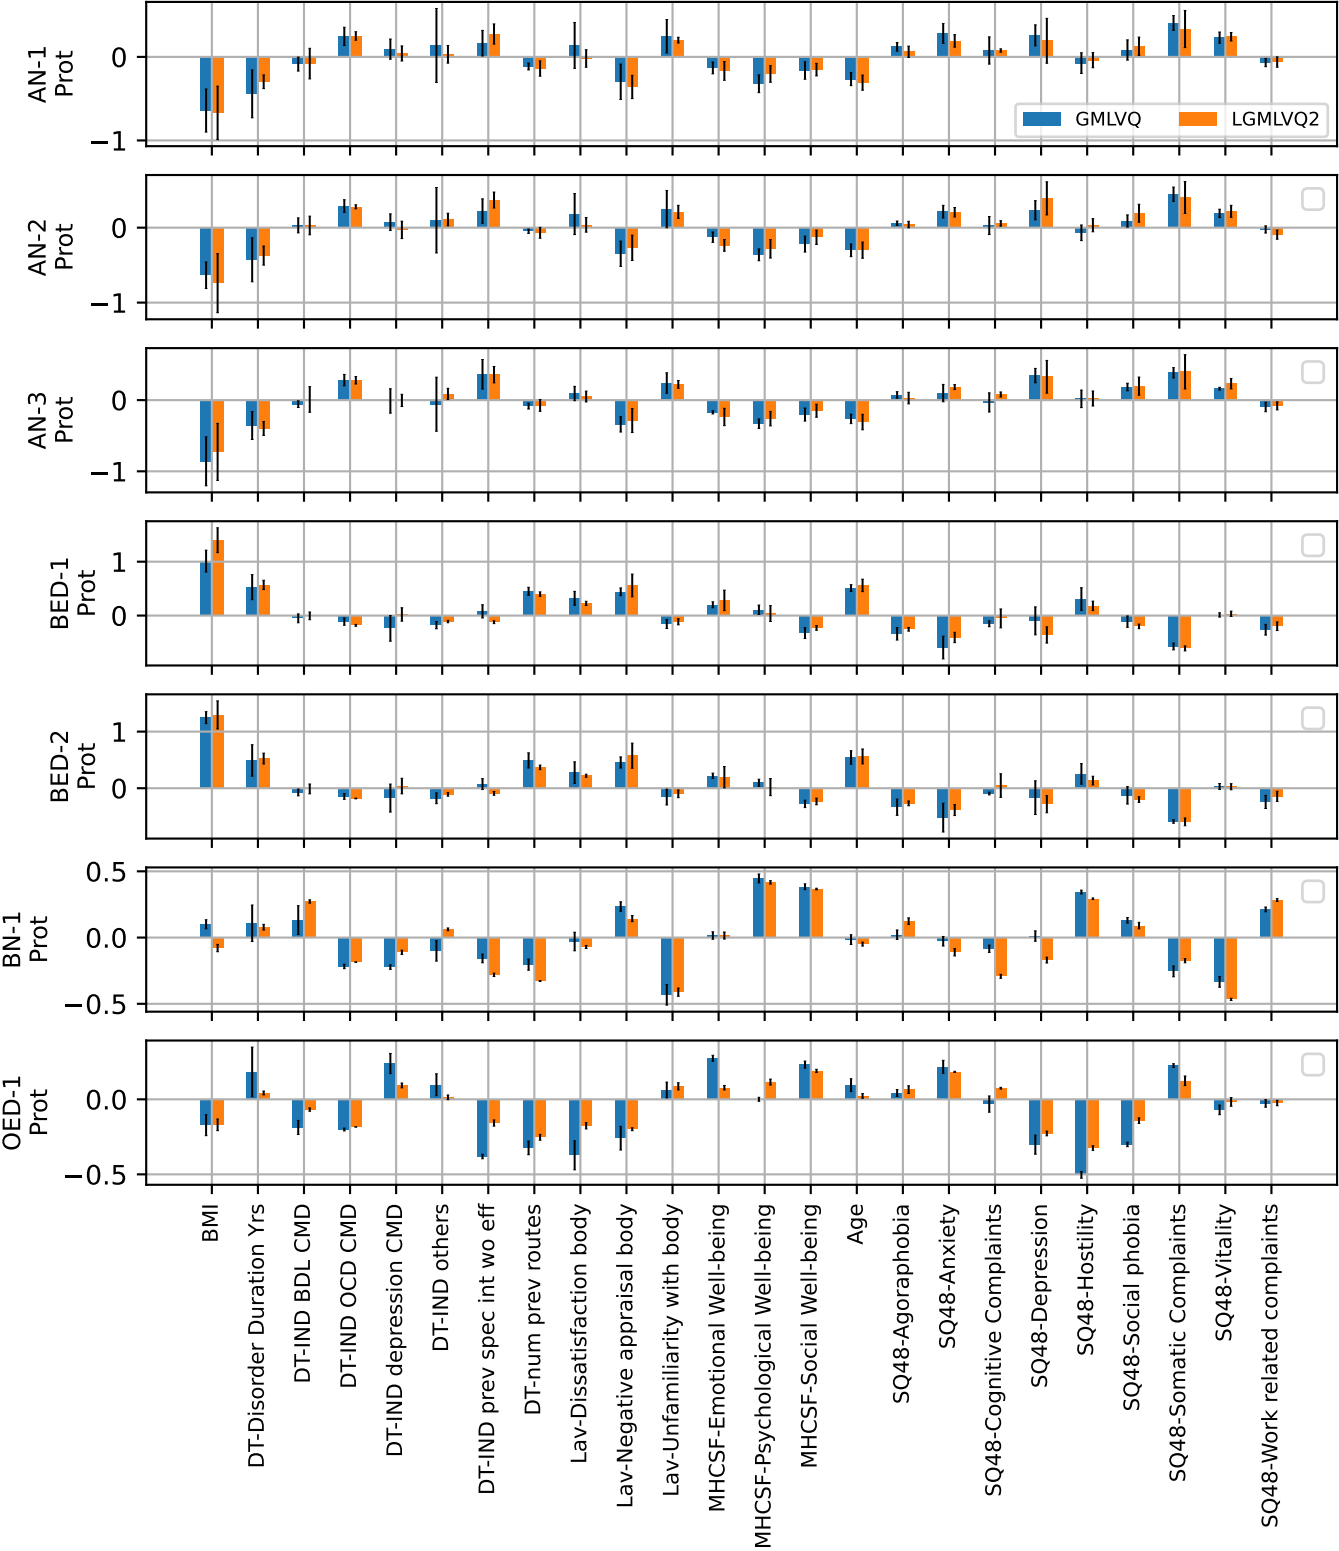 AN-1
Prot
0
−1
GMLVQ
LGMLVQ2
AN-2
Prot
0
−1
AN-3
Prot
0
−1
BED-1
Prot
1
0
BED-2
Prot
1
0
BN-1
Prot
0.5
0.0
−0.5
OED-1
Prot
0.0
−0.5
BMI
DT-Disorder Duration Yrs
DT-IND BDL CMD
DT-IND OCD CMD
DT-IND depression CMD
DT-IND others
DT-IND prev spec int wo eff
DT-num prev routes
Lav-Dissatisfaction body
Lav-Negative appraisal body
Lav-Unfamiliarity with body
MHCSF-Emotional Well-being
MHCSF-Psychological Well-being
MHCSF-Social Well-being
Age
SQ48-Agoraphobia
SQ48-Anxiety
SQ48-Cognitive Complaints
SQ48-Depression
SQ48-Hostility
SQ48-Social phobia
SQ48-Somatic Complaints
SQ48-Vitality
SQ48-Work related complaints